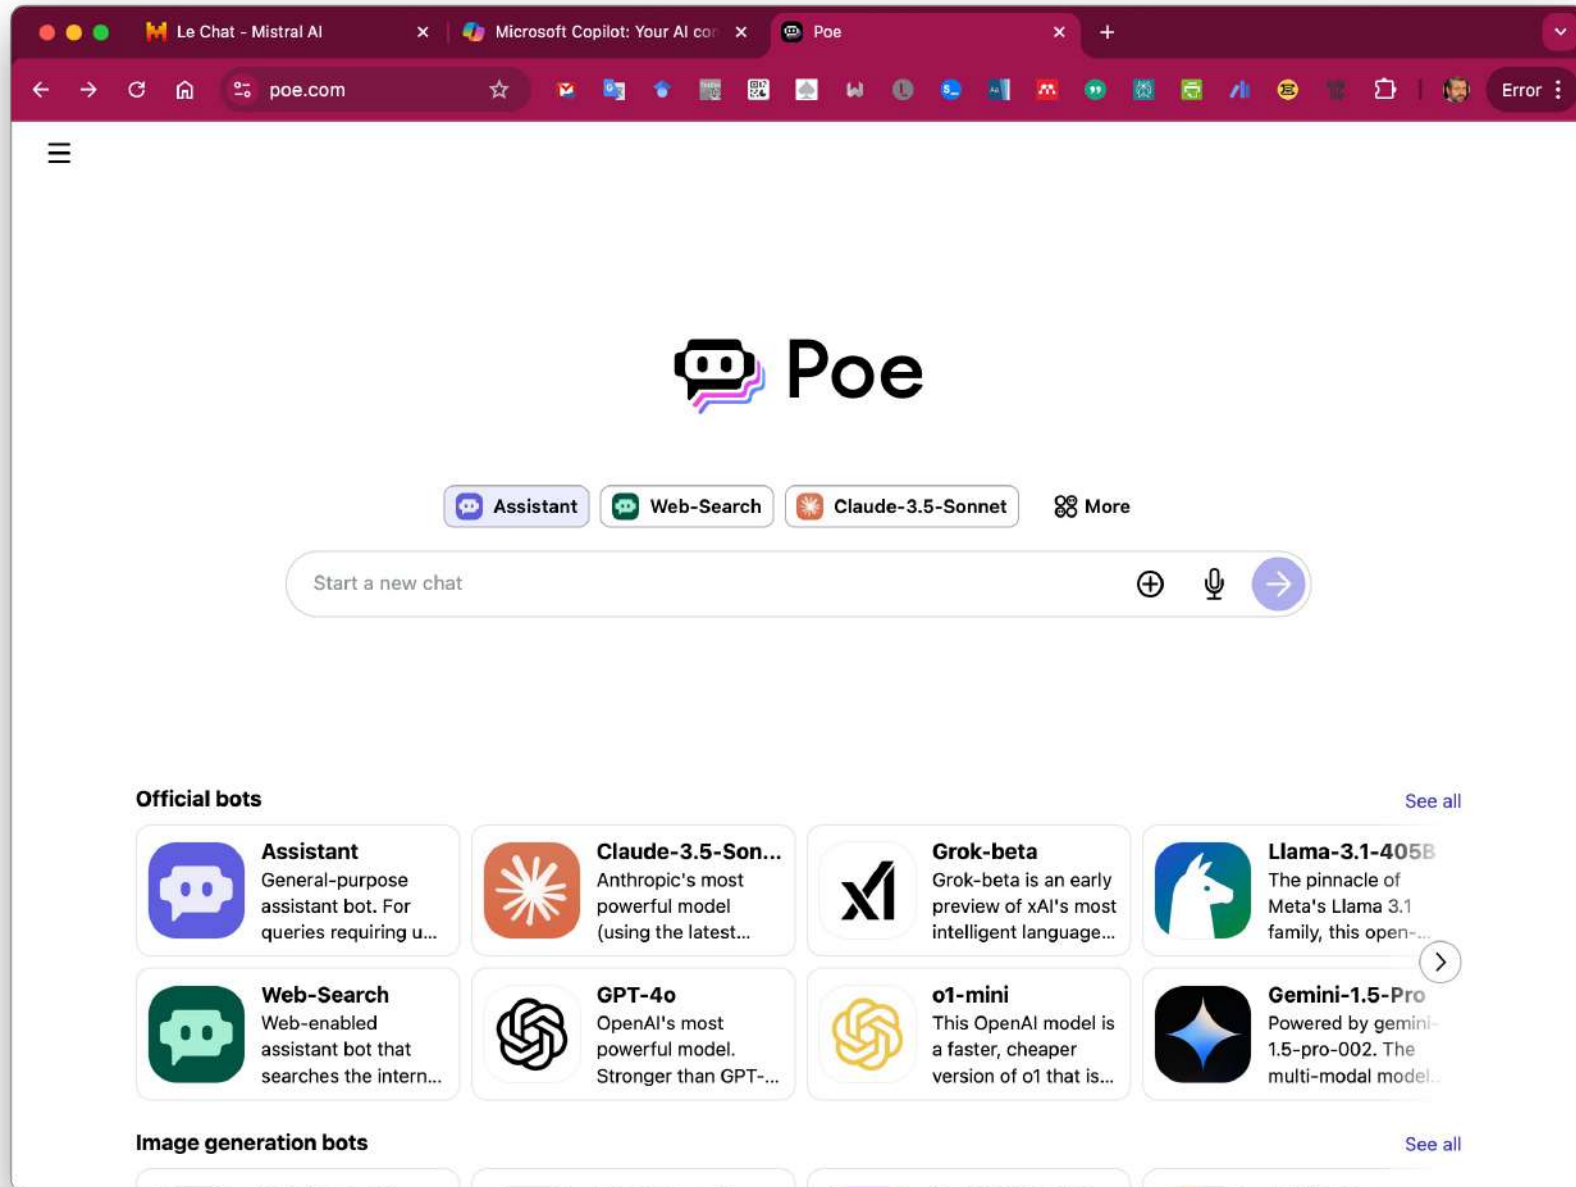 Le Chat - Mistral AI
Microsoft Copilot: Your AI co
Poe
poe.com
Error
Poe
Assistant
Web-Search
Claude-3.5-Sonnet
More
Start a new chat
Official bots
See all
Assistant
General-purpose
assistant bot. For
queries requiring u...
Claude-3.5-Son...
Anthropic's most
powerful model
(using the latest...
Grok-beta
Grok-beta is an early
preview of xAI's most
intelligent language...
Llama-3.1-405B
The pinnacle of
Meta's Llama 3.1
family, this open-...
Web-Search
Web-enabled
assistant bot that
searches the intern...
GPT-4o
OpenAI's most
powerful model.
Stronger than GPT-...
o1-mini
This OpenAI model is
a faster, cheaper
version of o1 that is...
Gemini-1.5-Pro
Powered by gemini-
1.5-pro-002. The
multi-modal model...
Image generation bots
See all